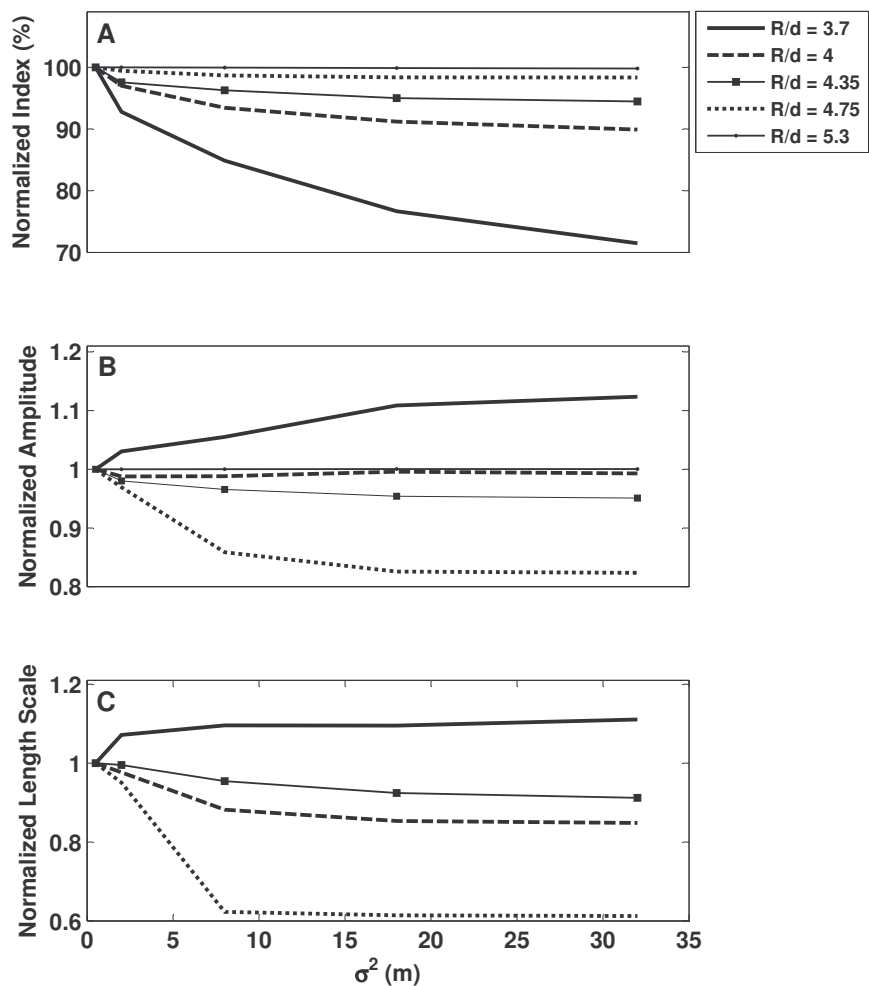 A
Normalized Index (%)
100
90
80
70
R/d = 3.7
R/d = 4
R/d = 4.35
R/d = 4.75
R/d = 5.3
B
Normalized Amplitude
1.2
1.1
1
0.9
0.8
C
Normalized Length Scale
1.2
1
0.8
0.6
0 5 10 15 20 25 30 35
σ² (m)